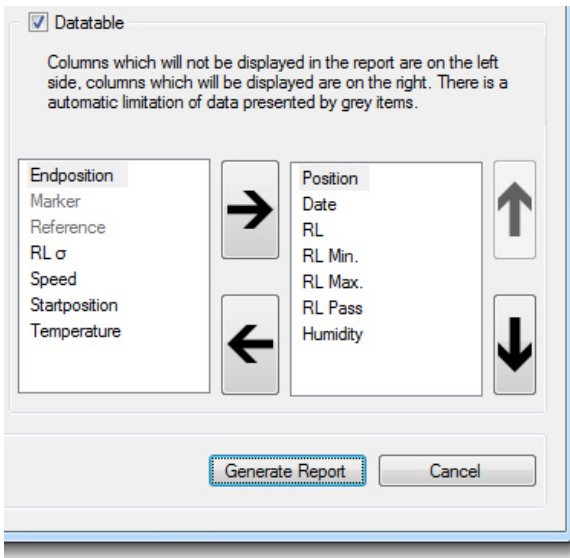 Datatable
Columns which will not be displayed in the report are on the left
side, columns which will be displayed are on the right. There is a
automatic limitation of data presented by grey items.
Endposition
Marker
Reference
RL σ
Speed
Startposition
Temperature
Position
Date
RL
RL Min.
RL Max.
RL Pass
Humidity
Generate Report
Cancel